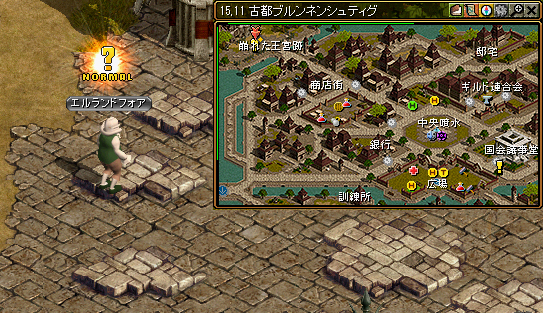 15,11 古都ブルンネンシュティグ
崩れた王宮跡
邸宅
商店街
ギルド連合会
中央噴水
銀行
国会議事堂
広場
訓練所
H
H
H
H
T
?
NORMAL
エルランドフォア